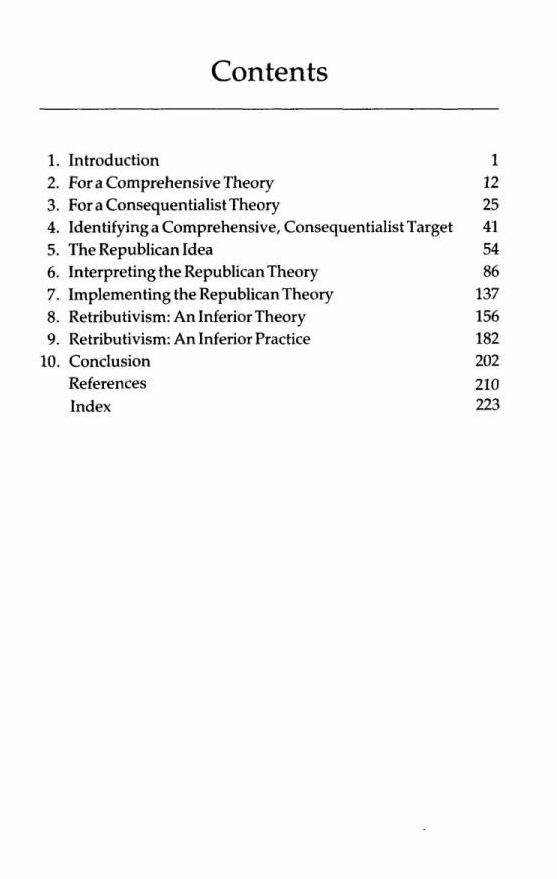 Contents
1. Introduction 1
2. For a Comprehensive Theory 12
3. For a Consequentialist Theory 25
4. Identifying a Comprehensive, Consequentialist Target 41
5. The Republican Idea 54
6. Interpreting the Republican Theory 86
7. Implementing the Republican Theory 137
8. Retributivism: An Inferior Theory 156
9. Retributivism: An Inferior Practice 182
10. Conclusion 202
References 210
Index 223